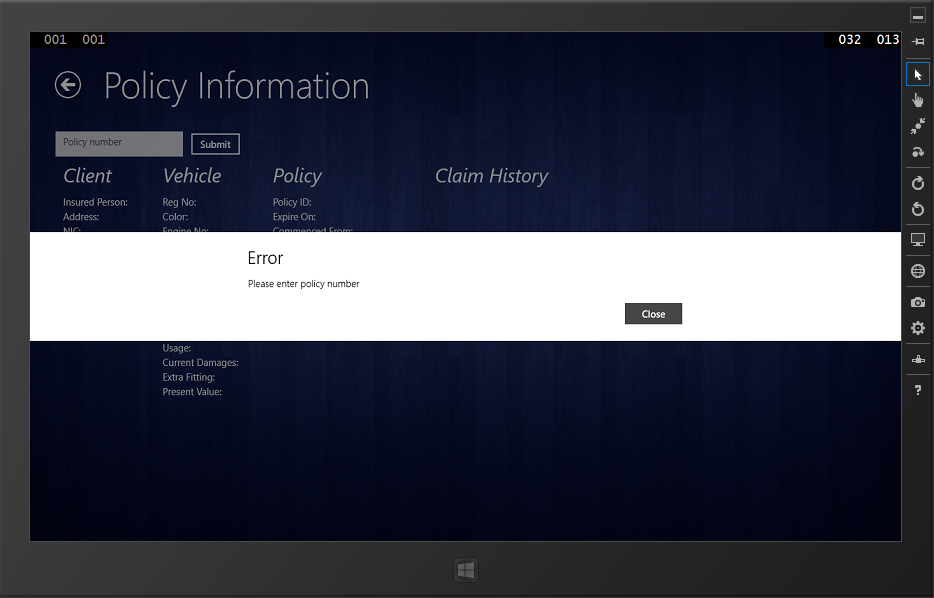 001 001 032 013
Policy Information
Policy number Submit
Client Vehicle Policy Claim History
Insured Person: Reg No: Policy ID:
Address: Color: Expire On:
NIC: Engine No: Commenced From:
Error
Please enter policy number
Close
Usage:
Current Damages:
Extra Fitting:
Present Value:
?